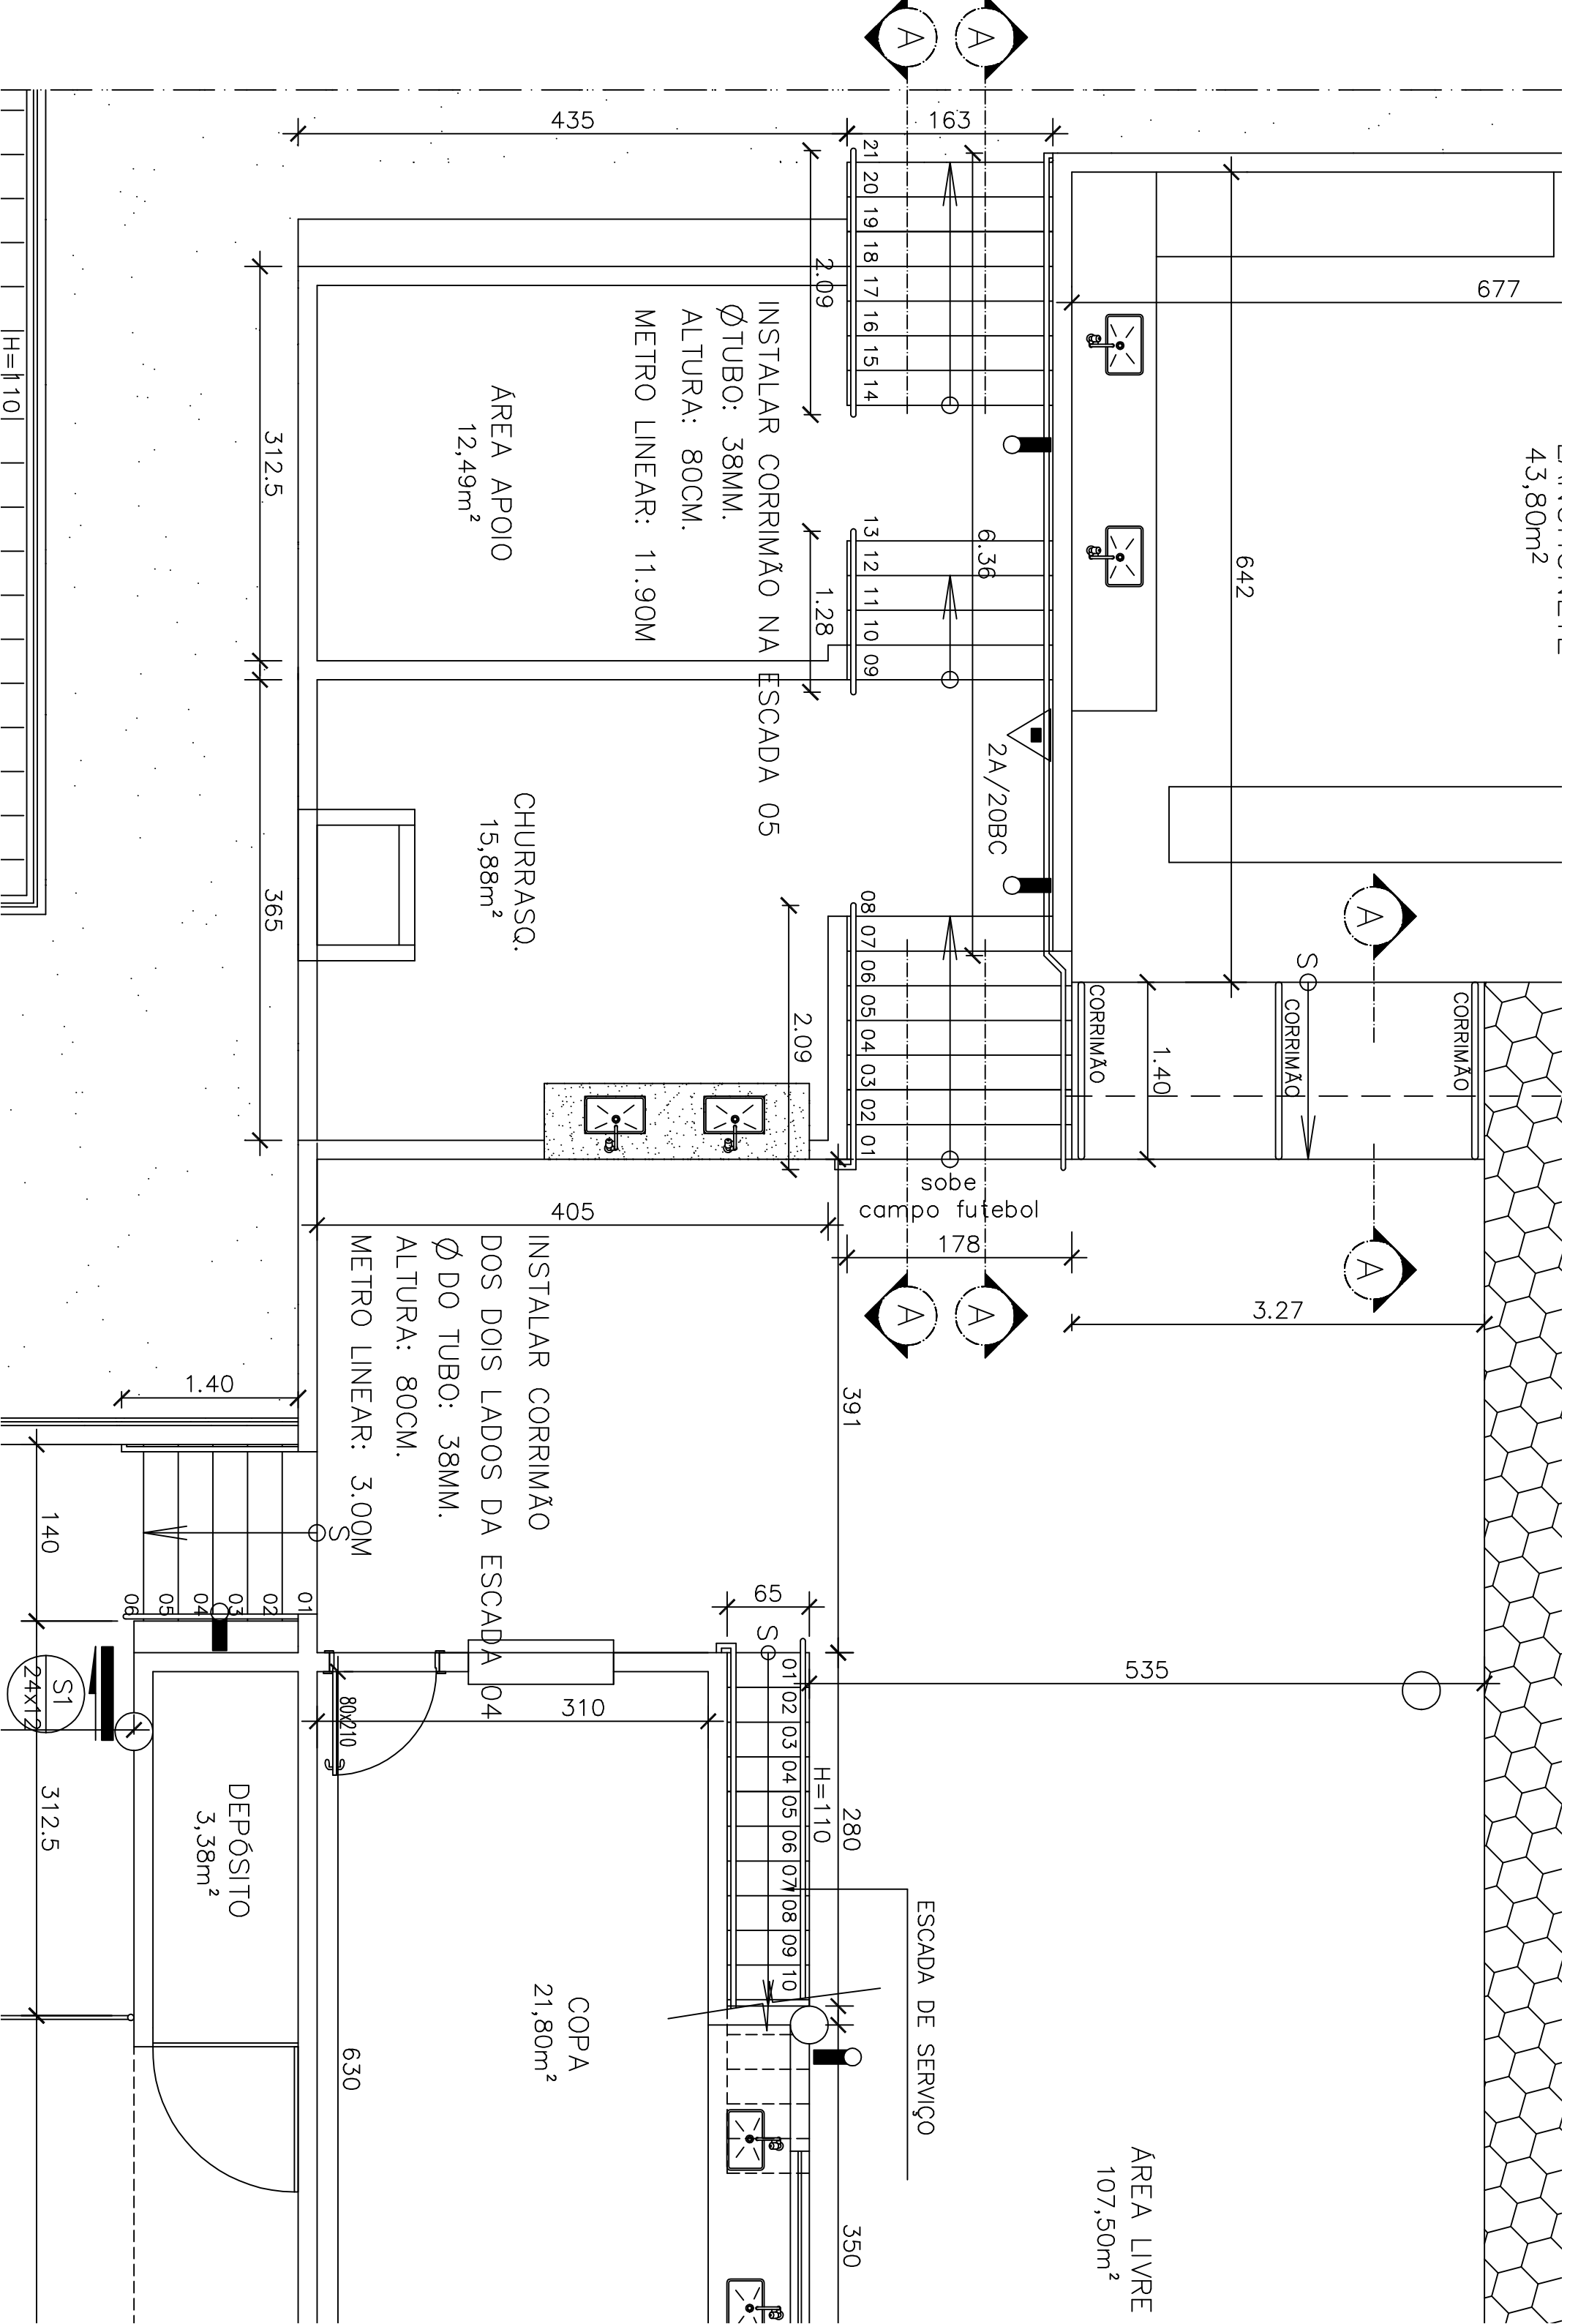 A
A
435
163
21
20
19
18
17
16
15
14
2.09
INSTALAR CORRIMÃO NA ESCADA 05
ØTUBO: 38MM.
ALTURA: 80CM.
METRO LINEAR: 11.90M
ÁREA APOIO
12,49m²
312.5
H=110
677
642
43,80m²
13
12
11
10
09
1.28
6.36
2A/20BC
CHURRASQ.
15,88m²
365
08
07
06
05
04
03
02
01
2.09
sobe
campo futebol
S
CORRIMÃO
CORRIMÃO
CORRIMÃO
1.40
A
A
A
A
405
178
3.27
391
INSTALAR CORRIMÃO
DOS DOIS LADOS DA ESCADA 04
Ø DO TUBO: 38MM.
ALTURA: 80CM.
METRO LINEAR: 3.00M
1.40
140
S
01
02
03
04
05
06
S1
24x12
312.5
DEPÓSITO
3,38m²
80x210
310
65
S
01
02
03
04
05
06
07
08
09
10
H=110
280
535
ESCADA DE SERVIÇO
COPA
21,80m²
630
350
ÁREA LIVRE
107,50m²